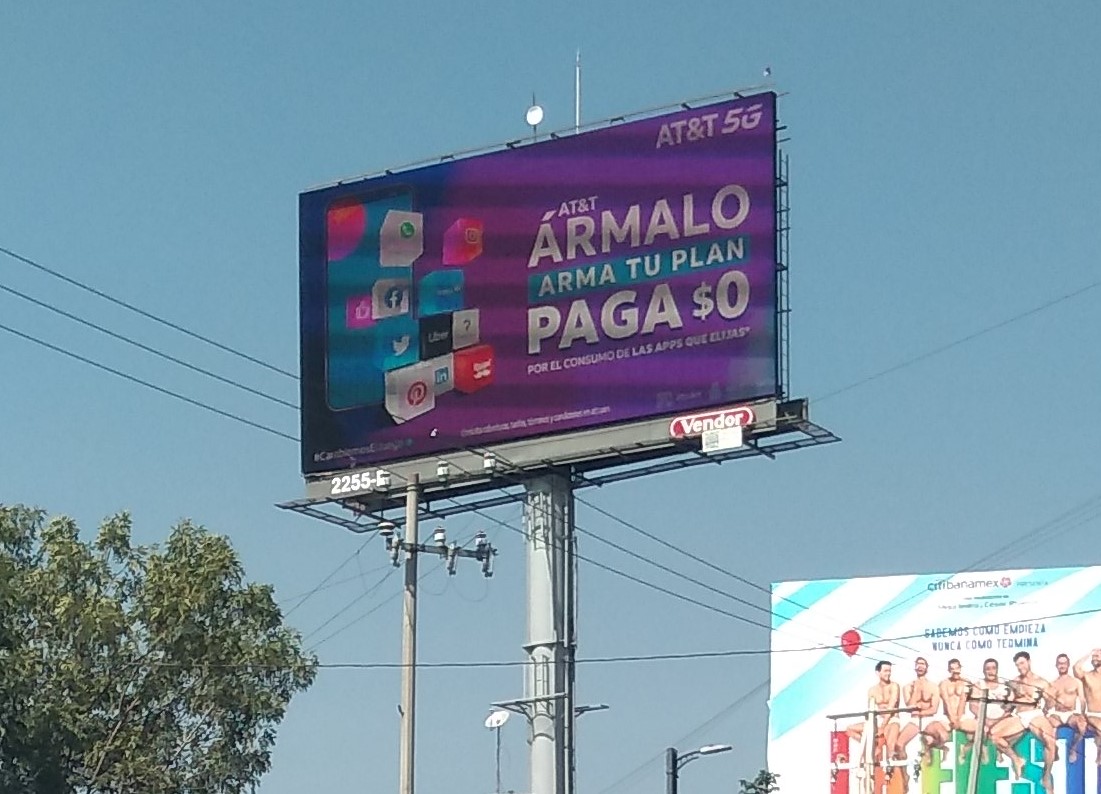 AT&T 5G
AT&T
ÁRMALO
ARMA TU PLAN
PAGA $0
POR EL CONSUMO DE LAS APPS QUE ELIJAS*
Uber
?
in
Vendor
2255-F
citibanamex
SABEMOS COMO EMPIEZA
NUNCA COMO TERMINA